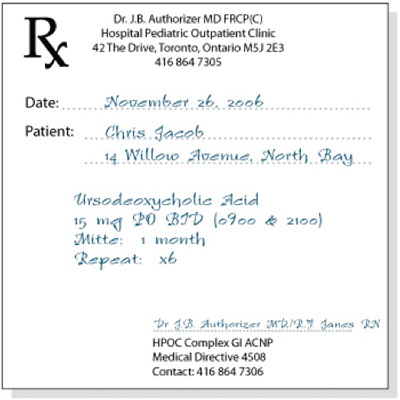 Rx
Dr. J.B. Authorizer MD FRCP(C)
Hospital Pediatric Outpatient Clinic
42 The Drive, Toronto, Ontario M5J 2E3
416 864 7305
Date: November 26, 2006
Patient: Chris Jacob
14 Willow Avenue, North Bay
Ursodeoxycholic Acid
15 mg PO BID (0900 & 2100)
Mitte: 1 month
Repeat: x6
Dr J.B. Authorizer MD/R.J. Janes RN
HPOC Complex GI ACNP
Medical Directive 4508
Contact: 416 864 7306